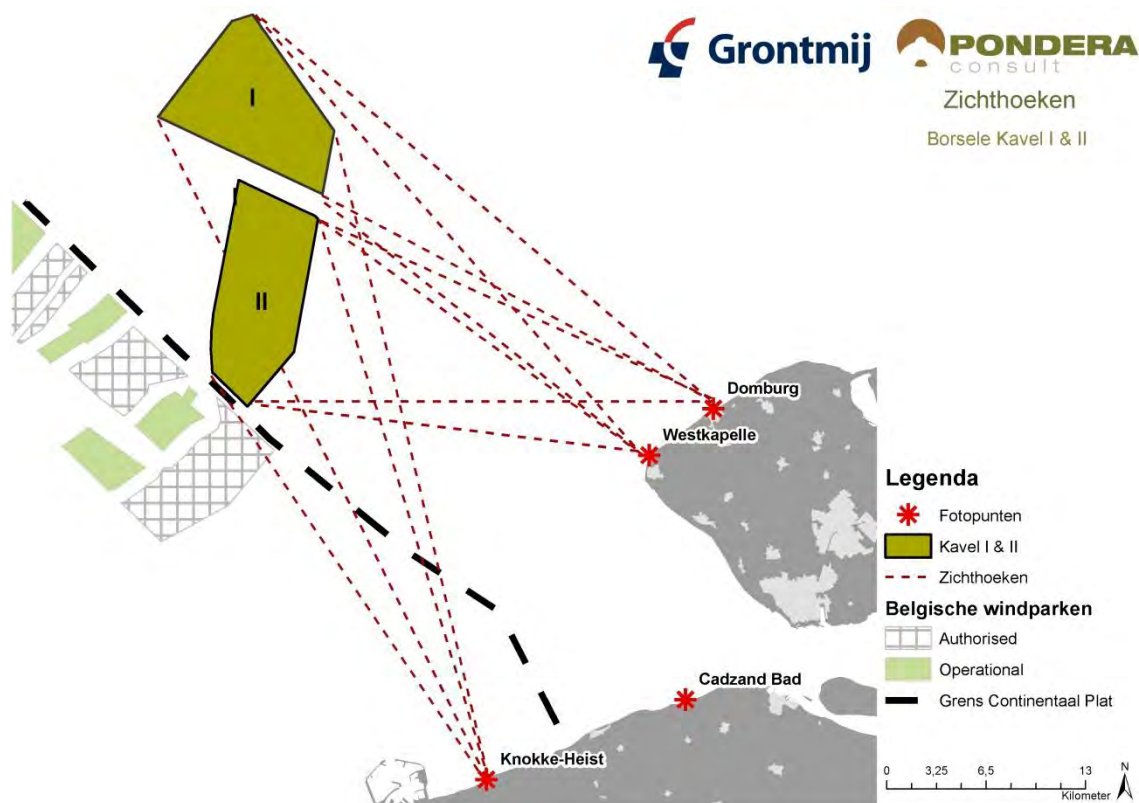 Grontmij
PONDERA
consult
Zichthoeken
Borsele Kavel I & II
I
II
Domburg
Westkapelle
Cadzand Bad
Knokke-Heist
Legenda
Fotopunten
Kavel I & II
Zichthoeken
Belgische windparken
Authorised
Operational
Grens Continentaal Plat
0 3,25 6,5 13
Kilometer
N